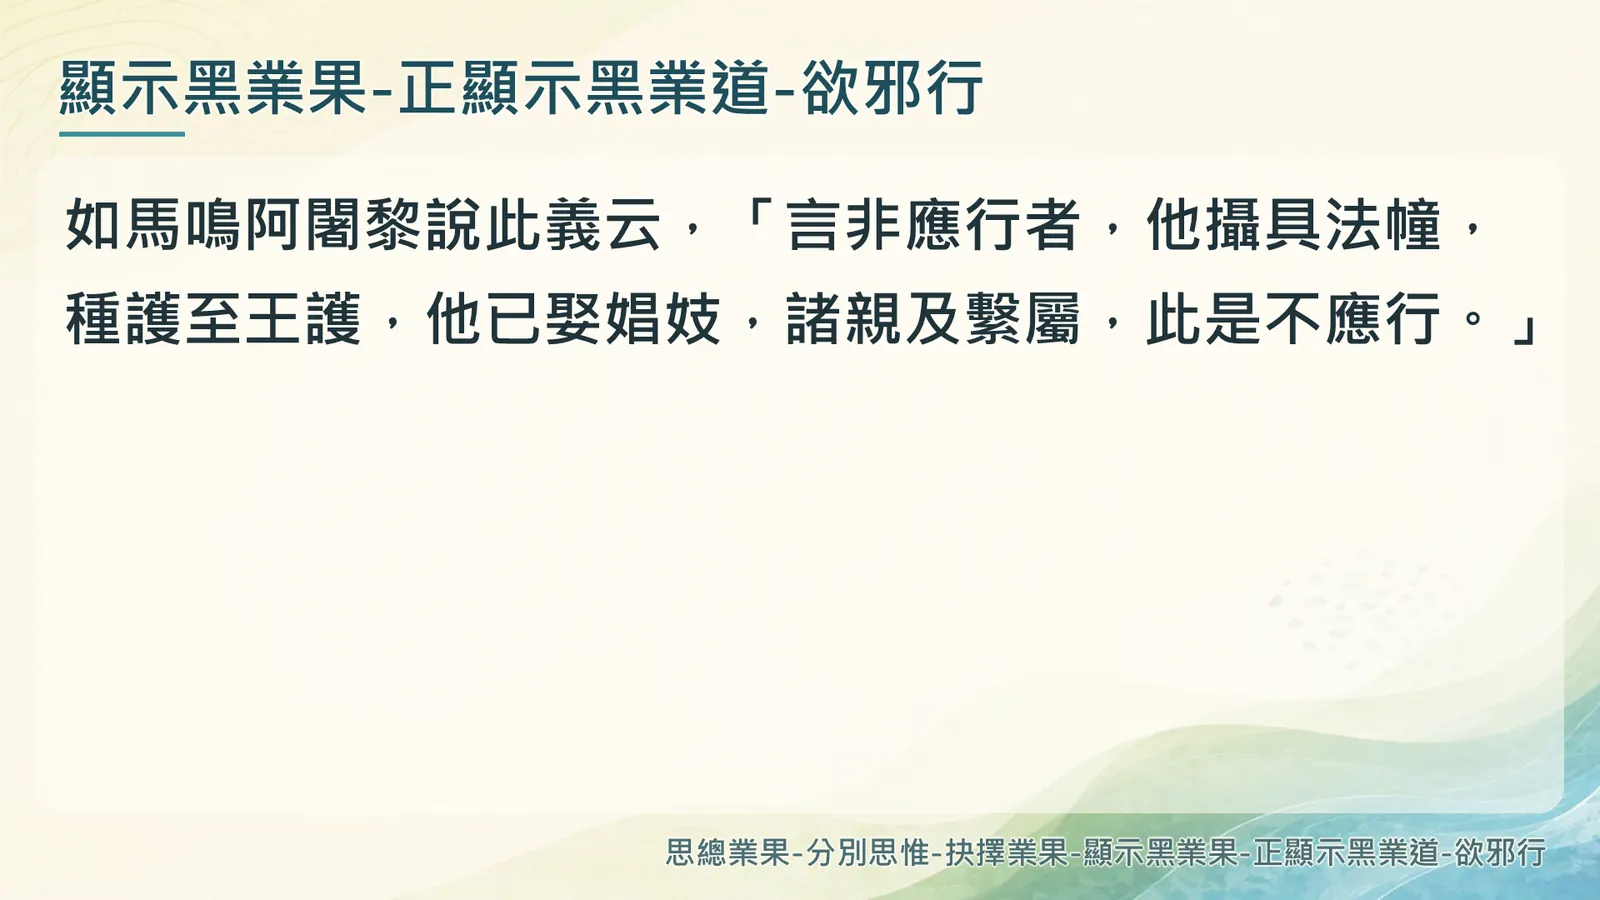 顯示黑業果-正顯示黑業道-欲邪行
如馬鳴阿闍黎說此義云，「言非應行者，他攝具法幢，
種護至王護，他已娶娼妓，諸親及繫屬，此是不應行。」
思總業果-分別思惟-抉擇業果-顯示黑業果-正顯示黑業道-欲邪行